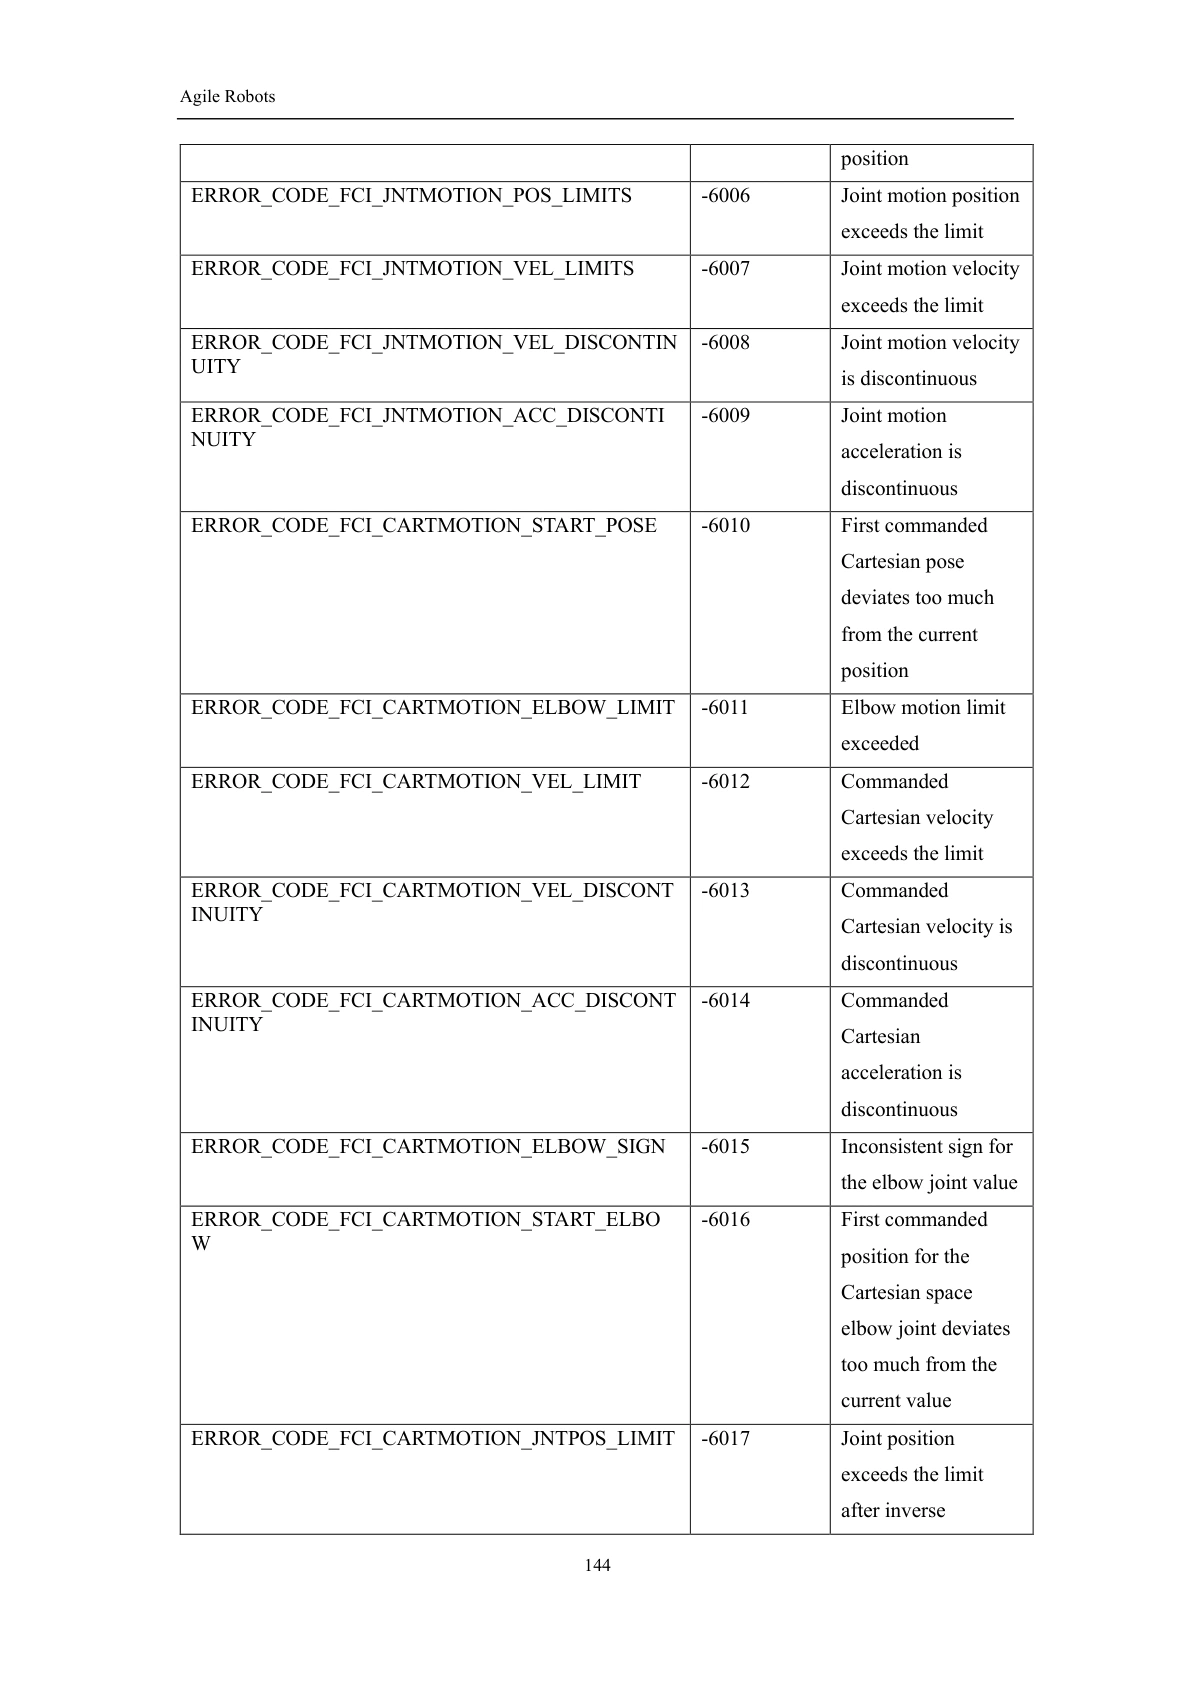 Agile Robots
position
ERROR_CODE_FCI_JNTMOTION_POS_LIMITS -6006 Joint motion position
exceeds the limit
ERROR_CODE_FCI_JNTMOTION_VEL_LIMITS -6007 Joint motion velocity
exceeds the limit
ERROR_CODE_FCI_JNTMOTION_VEL_DISCONTIN -6008 Joint motion velocity
UITY
is discontinuous
ERROR_CODE_FCI_JNTMOTION_ACC_DISCONTI -6009 Joint motion
NUITY
acceleration is
discontinuous
ERROR_CODE_FCI_CARTMOTION_START_POSE -6010 First commanded
Cartesian pose
deviates too much
from the current
position
ERROR_CODE_FCI_CARTMOTION_ELBOW_LIMIT -6011 Elbow motion limit
exceeded
ERROR_CODE_FCI_CARTMOTION_VEL_LIMIT -6012 Commanded
Cartesian velocity
exceeds the limit
ERROR_CODE_FCI_CARTMOTION_VEL_DISCONT -6013 Commanded
INUITY
Cartesian velocity is
discontinuous
ERROR_CODE_FCI_CARTMOTION_ACC_DISCONT -6014 Commanded
INUITY
Cartesian
acceleration is
discontinuous
ERROR_CODE_FCI_CARTMOTION_ELBOW_SIGN -6015 Inconsistent sign for
the elbow joint value
ERROR_CODE_FCI_CARTMOTION_START_ELBO -6016 First commanded
W
position for the
Cartesian space
elbow joint deviates
too much from the
current value
ERROR_CODE_FCI_CARTMOTION_JNTPOS_LIMIT -6017 Joint position
exceeds the limit
after inverse
144